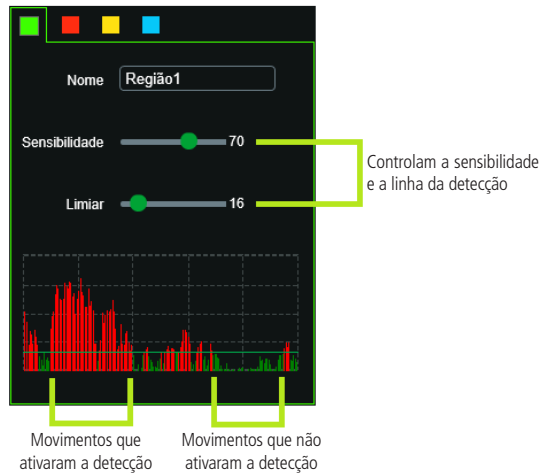 Nome Região1
Sensibilidade 70
Controlam a sensibilidade
e a linha da detecção
Limiar 16
Movimentos que
ativaram a detecção
Movimentos que não
ativaram a detecção